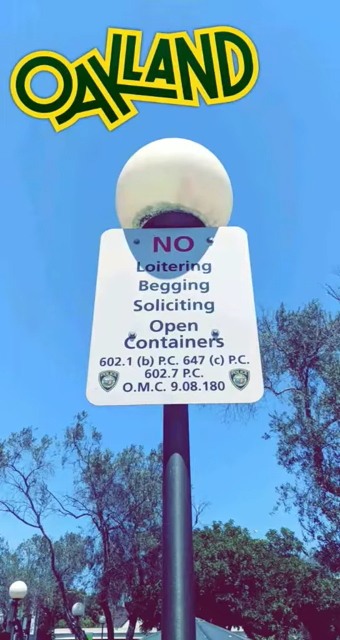 OAKLAND
NO
Loitering
Begging
Soliciting
Open
Containers
602.1 (b) P.C. 647 (c) P.C.
602.7 P.C.
O.M.C. 9.08.180